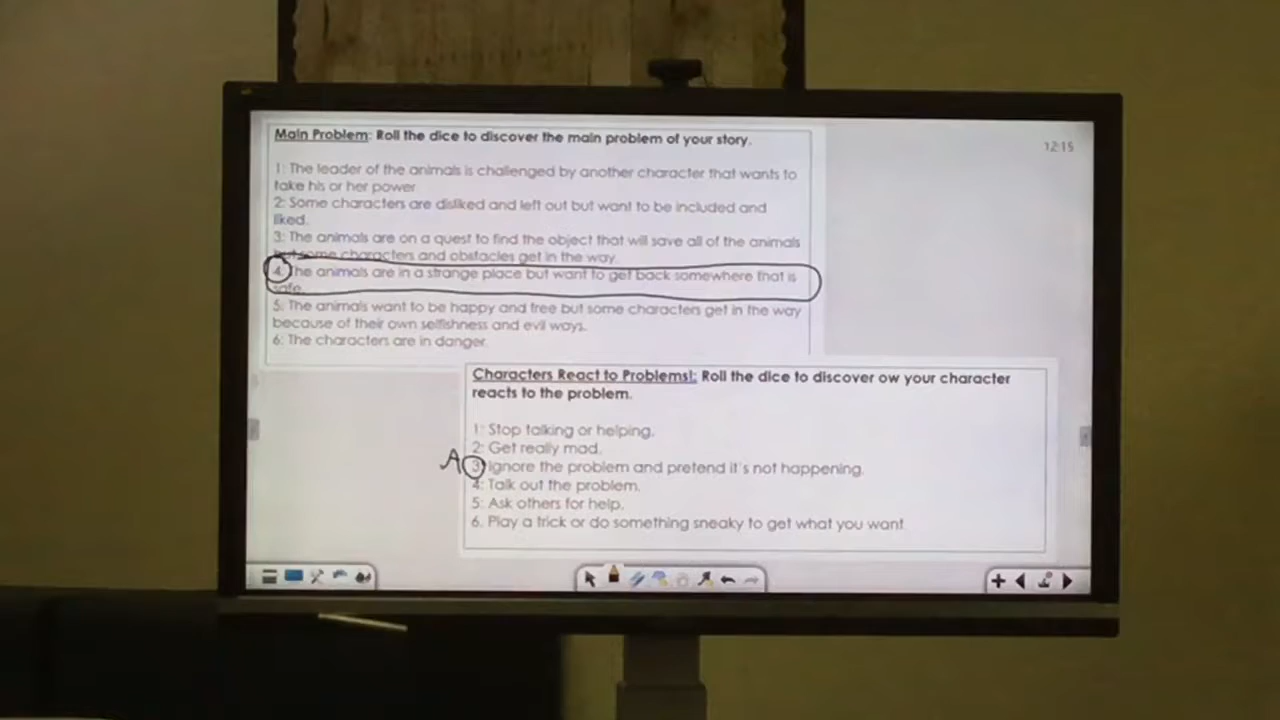 Main Problem: Roll the dice to discover the main problem of your story.
12:15
1: The leader of the animals is challenged by another character that wants to
take his or her power
2: Some characters are disliked and left out but want to be included and
liked.
3: The animals are on a quest to find the object that will save all of the animals
but some characters and obstacles get in the way.
4: The animals are in a strange place but want to get back somewhere that is
safe.
5: The animals want to be happy and free but some characters get in the way
because of their own selfishness and evil ways.
6: The characters are in danger.
Characters React to Problems!: Roll the dice to discover ow your character
reacts to the problem.
1: Stop talking or helping.
2: Get really mad.
A 3: Ignore the problem and pretend it's not happening.
4: Talk out the problem.
5: Ask others for help.
6. Play a trick or do something sneaky to get what you want.